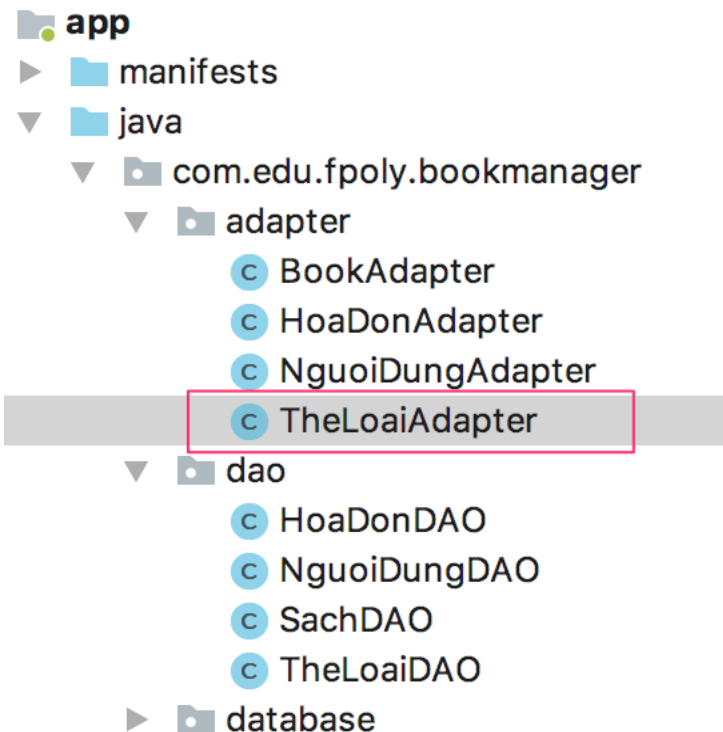 app
manifests
java
com.edu.fpoly.bookmanager
adapter
C BookAdapter
C HoaDonAdapter
C NguoiDungAdapter
C TheLoaiAdapter
dao
C HoaDonDAO
C NguoiDungDAO
C SachDAO
C TheLoaiDAO
database